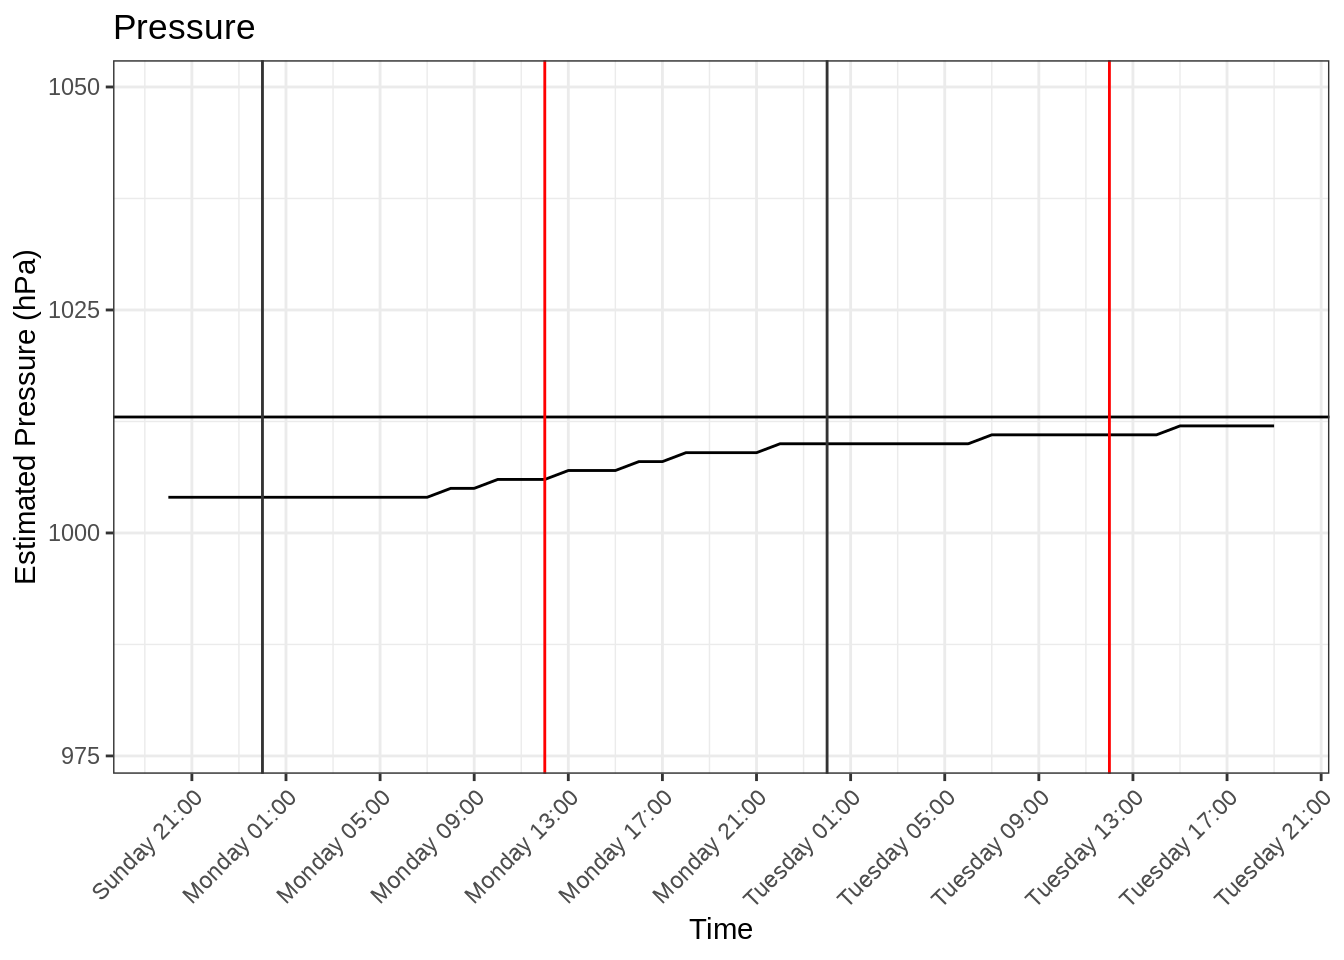 Pressure
Estimated Pressure (hPa)
1050
1025
1000
975
Sunday 21:00
Monday 01:00
Monday 05:00
Monday 09:00
Monday 13:00
Monday 17:00
Monday 21:00
Tuesday 01:00
Tuesday 05:00
Tuesday 09:00
Tuesday 13:00
Tuesday 17:00
Tuesday 21:00
Time